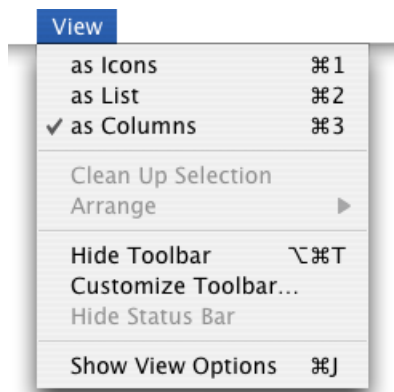 View
as Icons ⌘1
as List ⌘2
✓ as Columns ⌘3
Clean Up Selection
Arrange ▶
Hide Toolbar ⌥⌘T
Customize Toolbar...
Hide Status Bar
Show View Options ⌘J